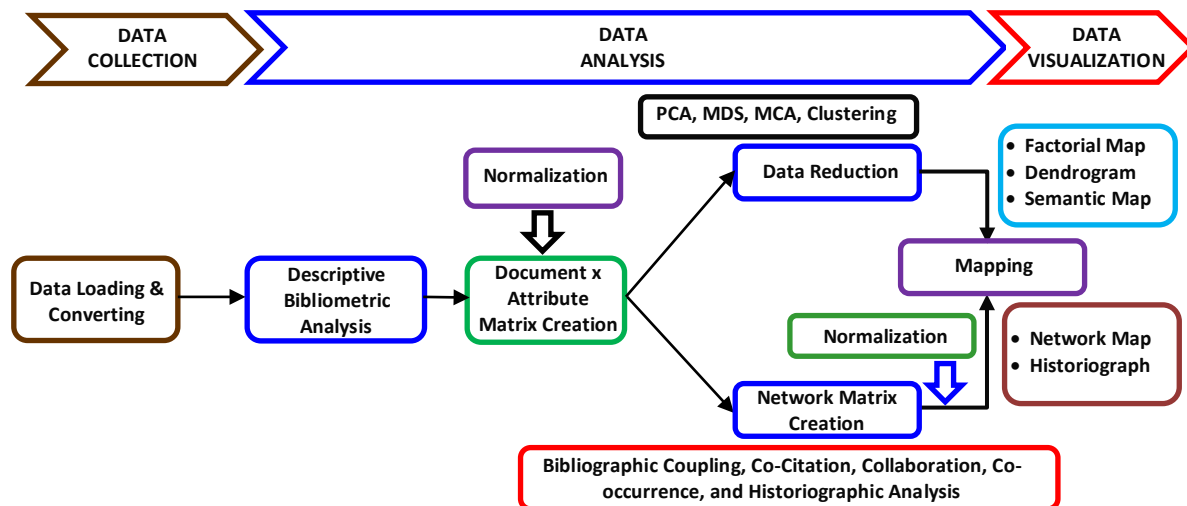 DATA
COLLECTION
DATA
ANALYSIS
DATA
VISUALIZATION
PCA, MDS, MCA, Clustering
Normalization
Data Reduction
• Factorial Map
• Dendrogram
• Semantic Map
Data Loading &
Converting
Descriptive
Bibliometric
Analysis
Document x
Attribute
Matrix Creation
Mapping
Normalization
• Network Map
• Historiograph
Network Matrix
Creation
Bibliographic Coupling, Co-Citation, Collaboration, Co-
occurrence, and Historiographic Analysis